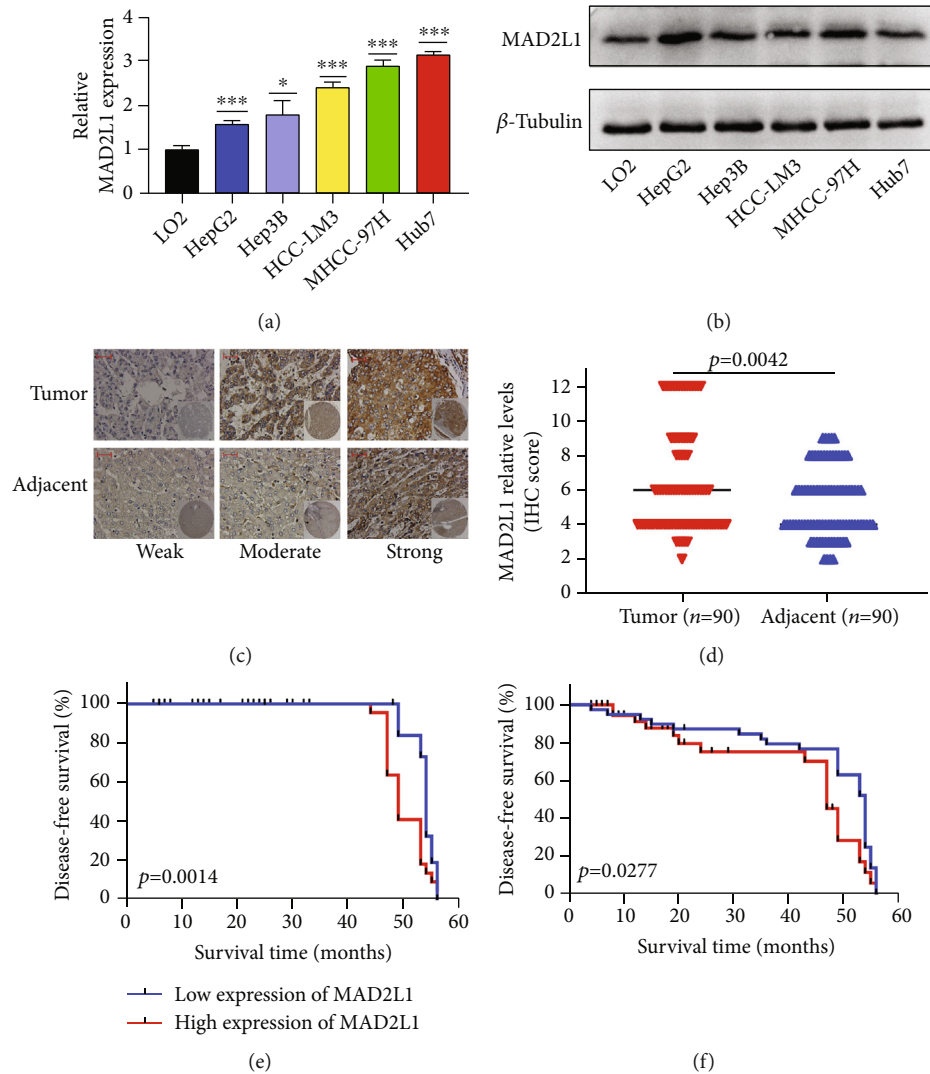 Relative
MAD2L1 expression
4
3
2
1
0
***
*
***
***
***
LO2
HepG2
Hep3B
HCC-LM3
MHCC-97H
Hub7
(a)
MAD2L1
β-Tubulin
LO2
HepG2
Hep3B
HCC-LM3
MHCC-97H
Hub7
(b)
Tumor
Adjacent
Weak
Moderate
Strong
(c)
p=0.0042
MAD2L1 relative levels
(IHC score)
12
10
8
6
4
2
0
Tumor (n=90)
Adjacent (n=90)
(d)
Disease-free survival (%)
100
80
60
40
20
0
p=0.0014
0 10 20 30 40 50 60
Survival time (months)
Low expression of MAD2L1
High expression of MAD2L1
(e)
Disease-free survival (%)
100
80
60
40
20
0
p=0.0277
0 10 20 30 40 50 60
Survival time (months)
(f)